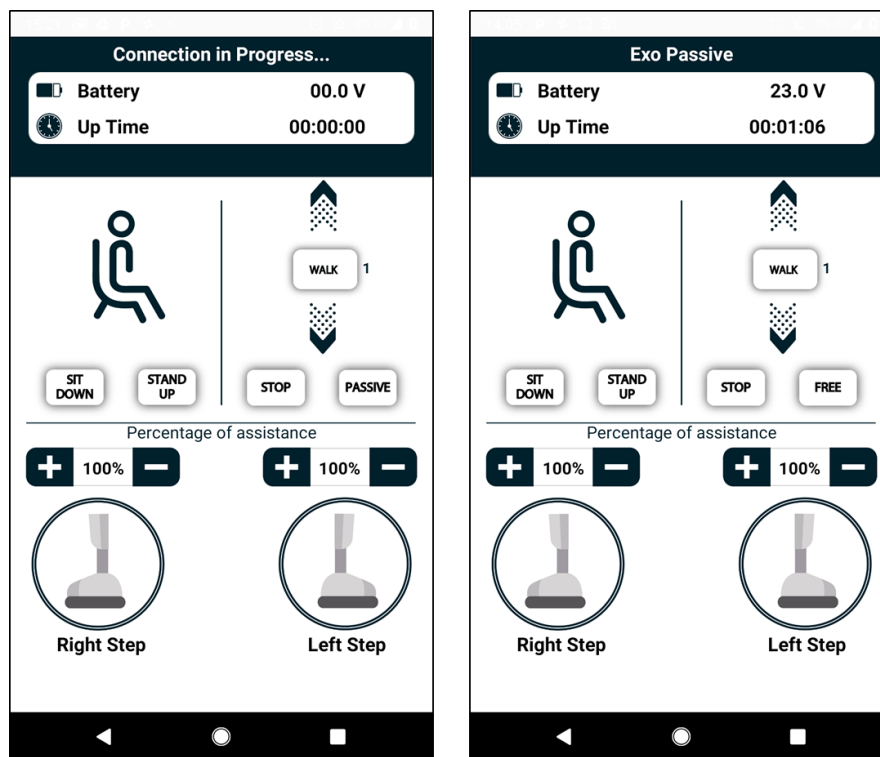 Connection in Progress...
Battery 00.0 V
Up Time 00:00:00
WALK 1
SIT
DOWN
STAND
UP
STOP
PASSIVE
Percentage of assistance
100%
100%
Right Step
Left Step
Exo Passive
Battery 23.0 V
Up Time 00:01:06
WALK 1
SIT
DOWN
STAND
UP
STOP
FREE
Percentage of assistance
100%
100%
Right Step
Left Step